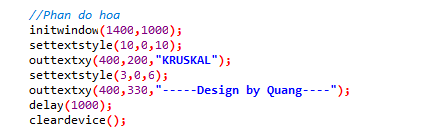 //Phan do hoa
initwindow(1400,1000);
settextstyle(10,0,10);
outtextxy(400,200,"KRUSKAL");
settextstyle(3,0,6);
outtextxy(400,330,"-----Design by Quang----");
delay(1000);
cleardevice();